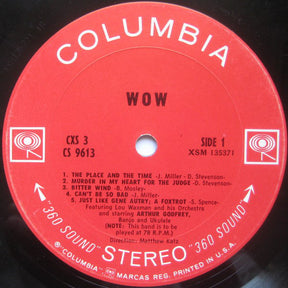 COLUMBIA
WOW
CXS 3
CS 9613
SIDE 1
XSM 135371
1. THE PLACE AND THE TIME -J. Miller - D. Stevenson-
2. MURDER IN MY HEART FOR THE JUDGE -D. Stevenson-
3. BITTER WIND -D. Mosley-
4. CAN'T BE SO BAD -J. Miller - D. Stevenson-
5. JUST LIKE GENE AUTRY; A FOXTROT -S. Spence-
Featuring Lou Waxman and his Orchestra
and starring ARTHUR GODFREY,
Banjo and Ukulele
(NOTE: This band is to be
played at 78 R.P.M.)
Direction: Matthew Katz
"360 SOUND" STEREO "360 SOUND"
® "COLUMBIA" MARCAS REG. PRINTED IN U.S.A.